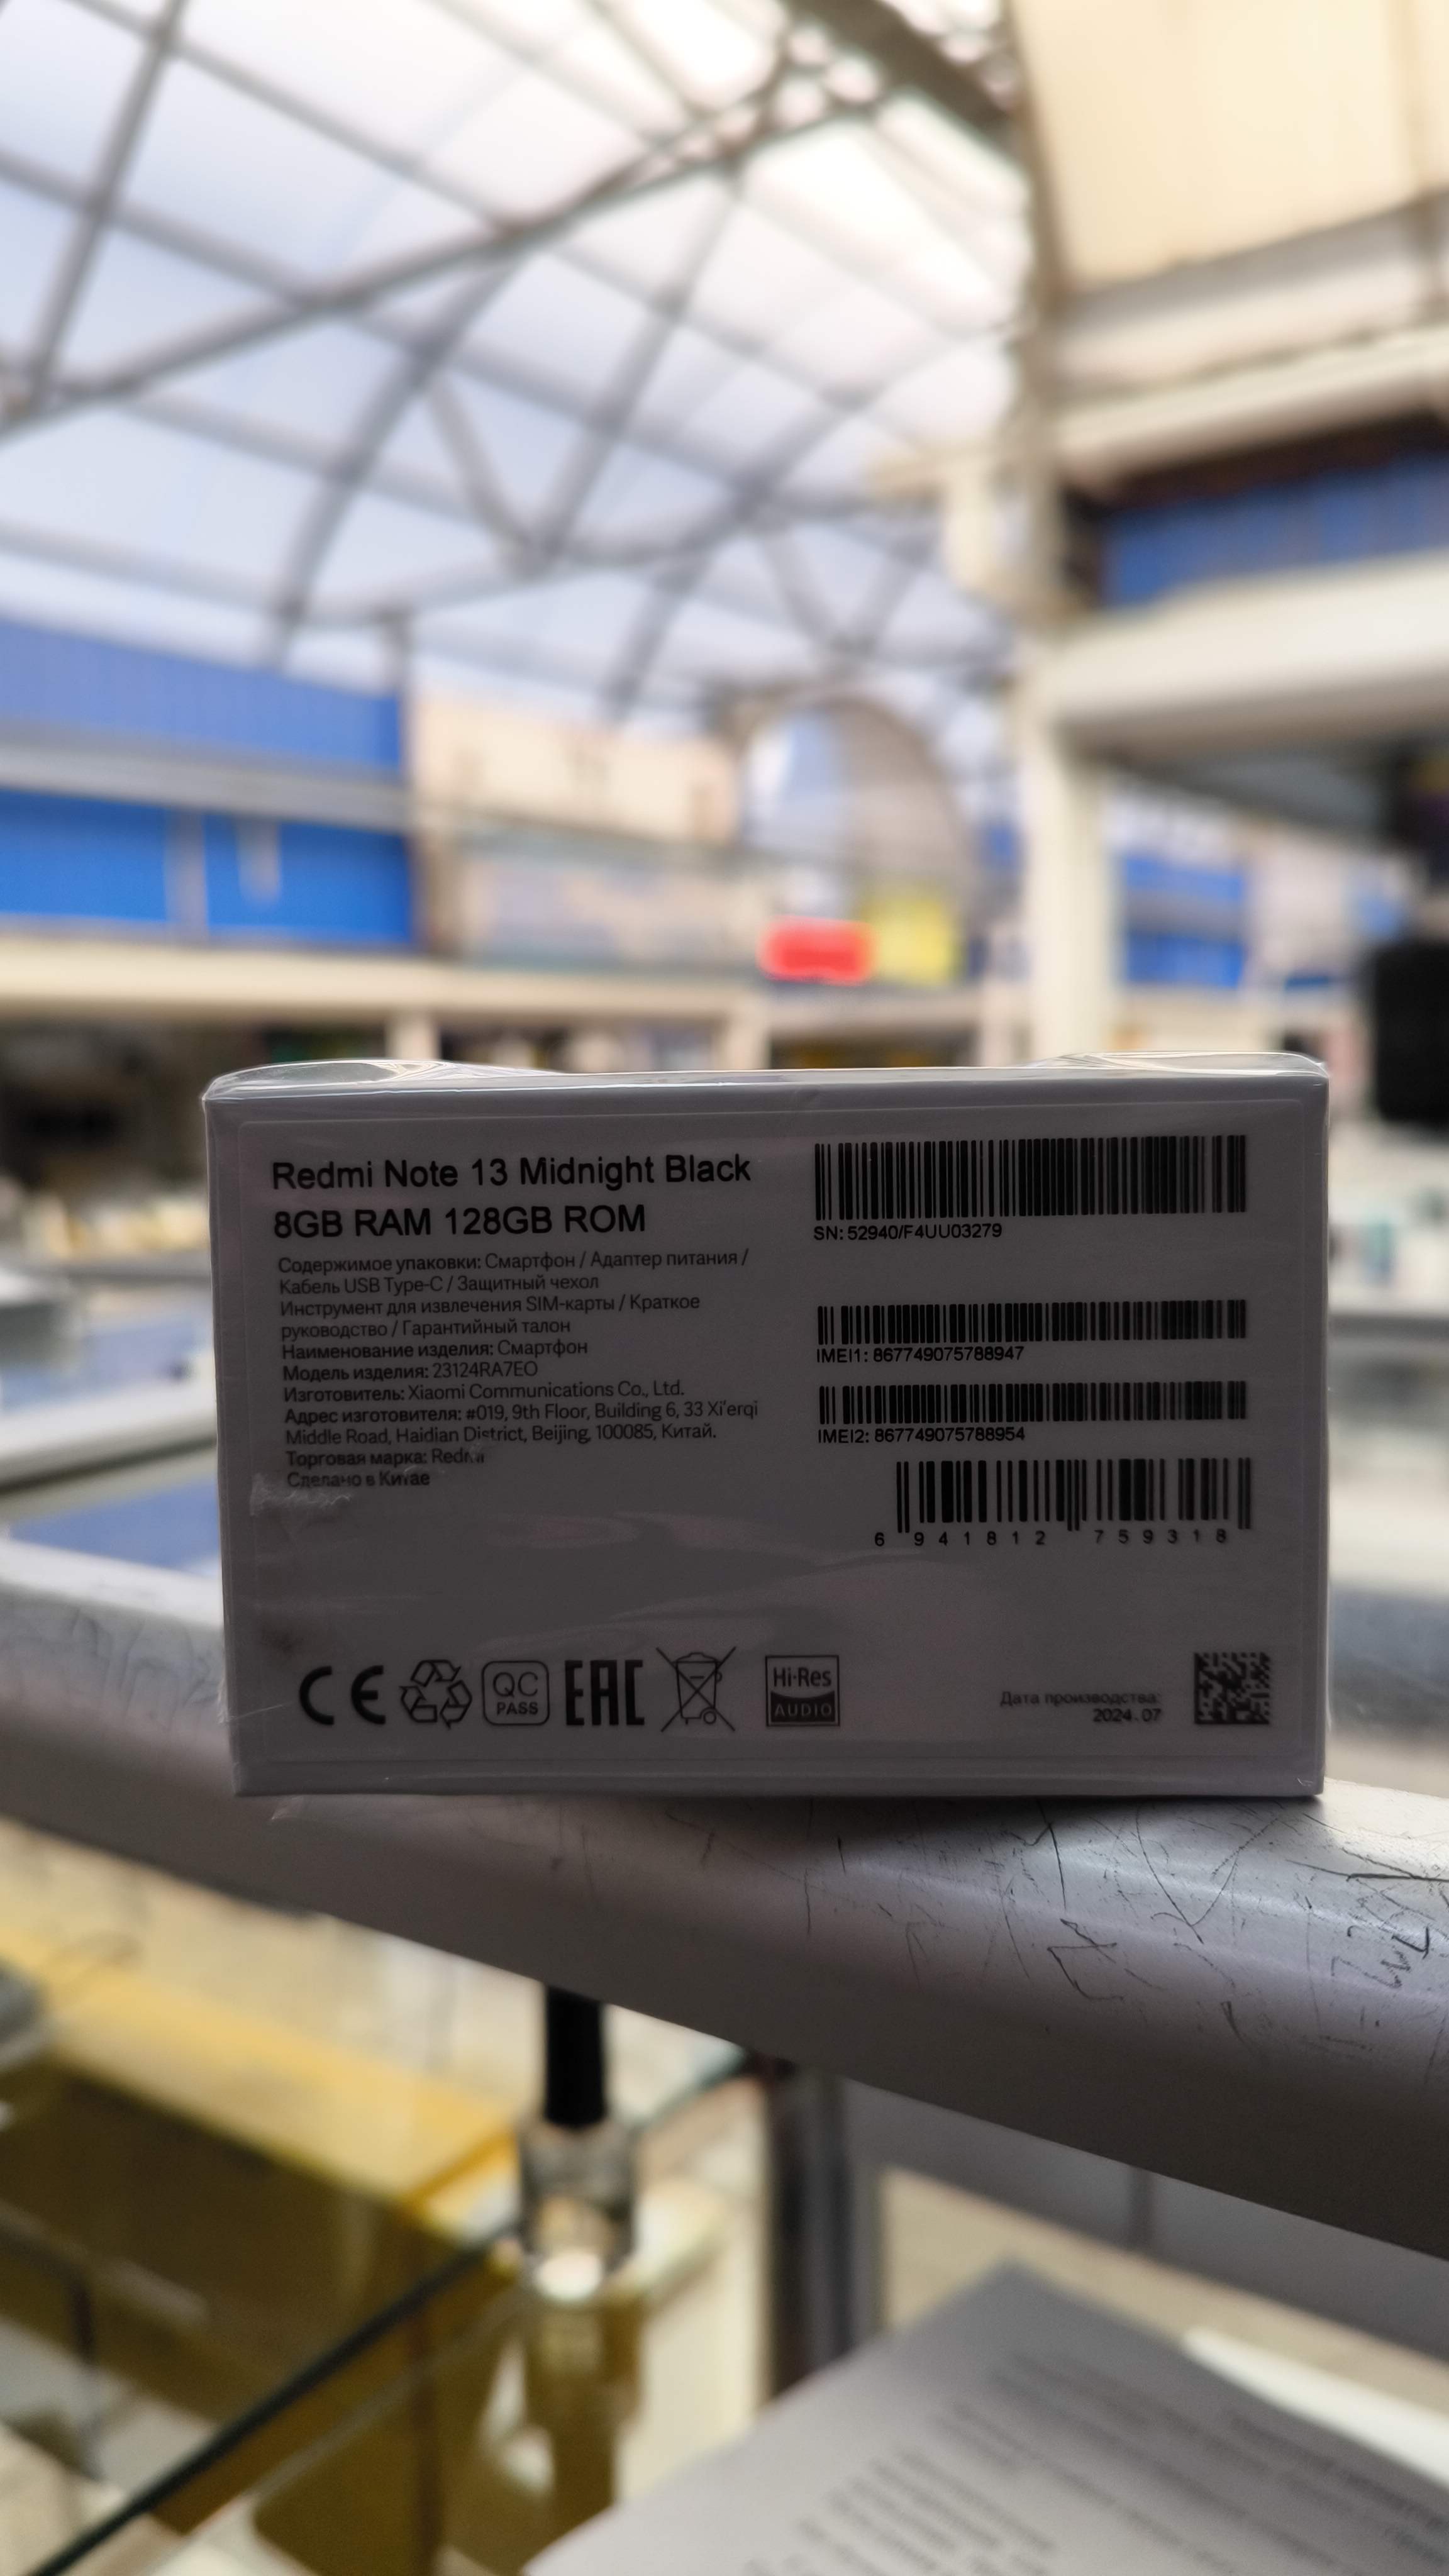 Redmi Note 13 Midnight Black
8GB RAM 128GB ROM
Содержимое упаковки: Смартфон / Адаптер питания /
Кабель USB Type-C / Защитный чехол
Инструмент для извлечения SIM-карты / Краткое
руководство / Гарантийный талон
Наименование изделия: Смартфон
Модель изделия: 23124RA7EO
Изготовитель: Xiaomi Communications Co., Ltd.
Адрес изготовителя: #019, 9th Floor, Building 6, 33 Xi'erqi
Middle Road, Haidian District, Beijing, 100085, Китай.
Торговая марка: Redmi
Сделано в Китае
SN: 52940/F4UU03279
IMEI1: 867749075788947
IMEI2: 867749075788954
6 941812 759318
CE
QC
PASS
EAC
Hi-Res
AUDIO
Дата производства:
2024.07